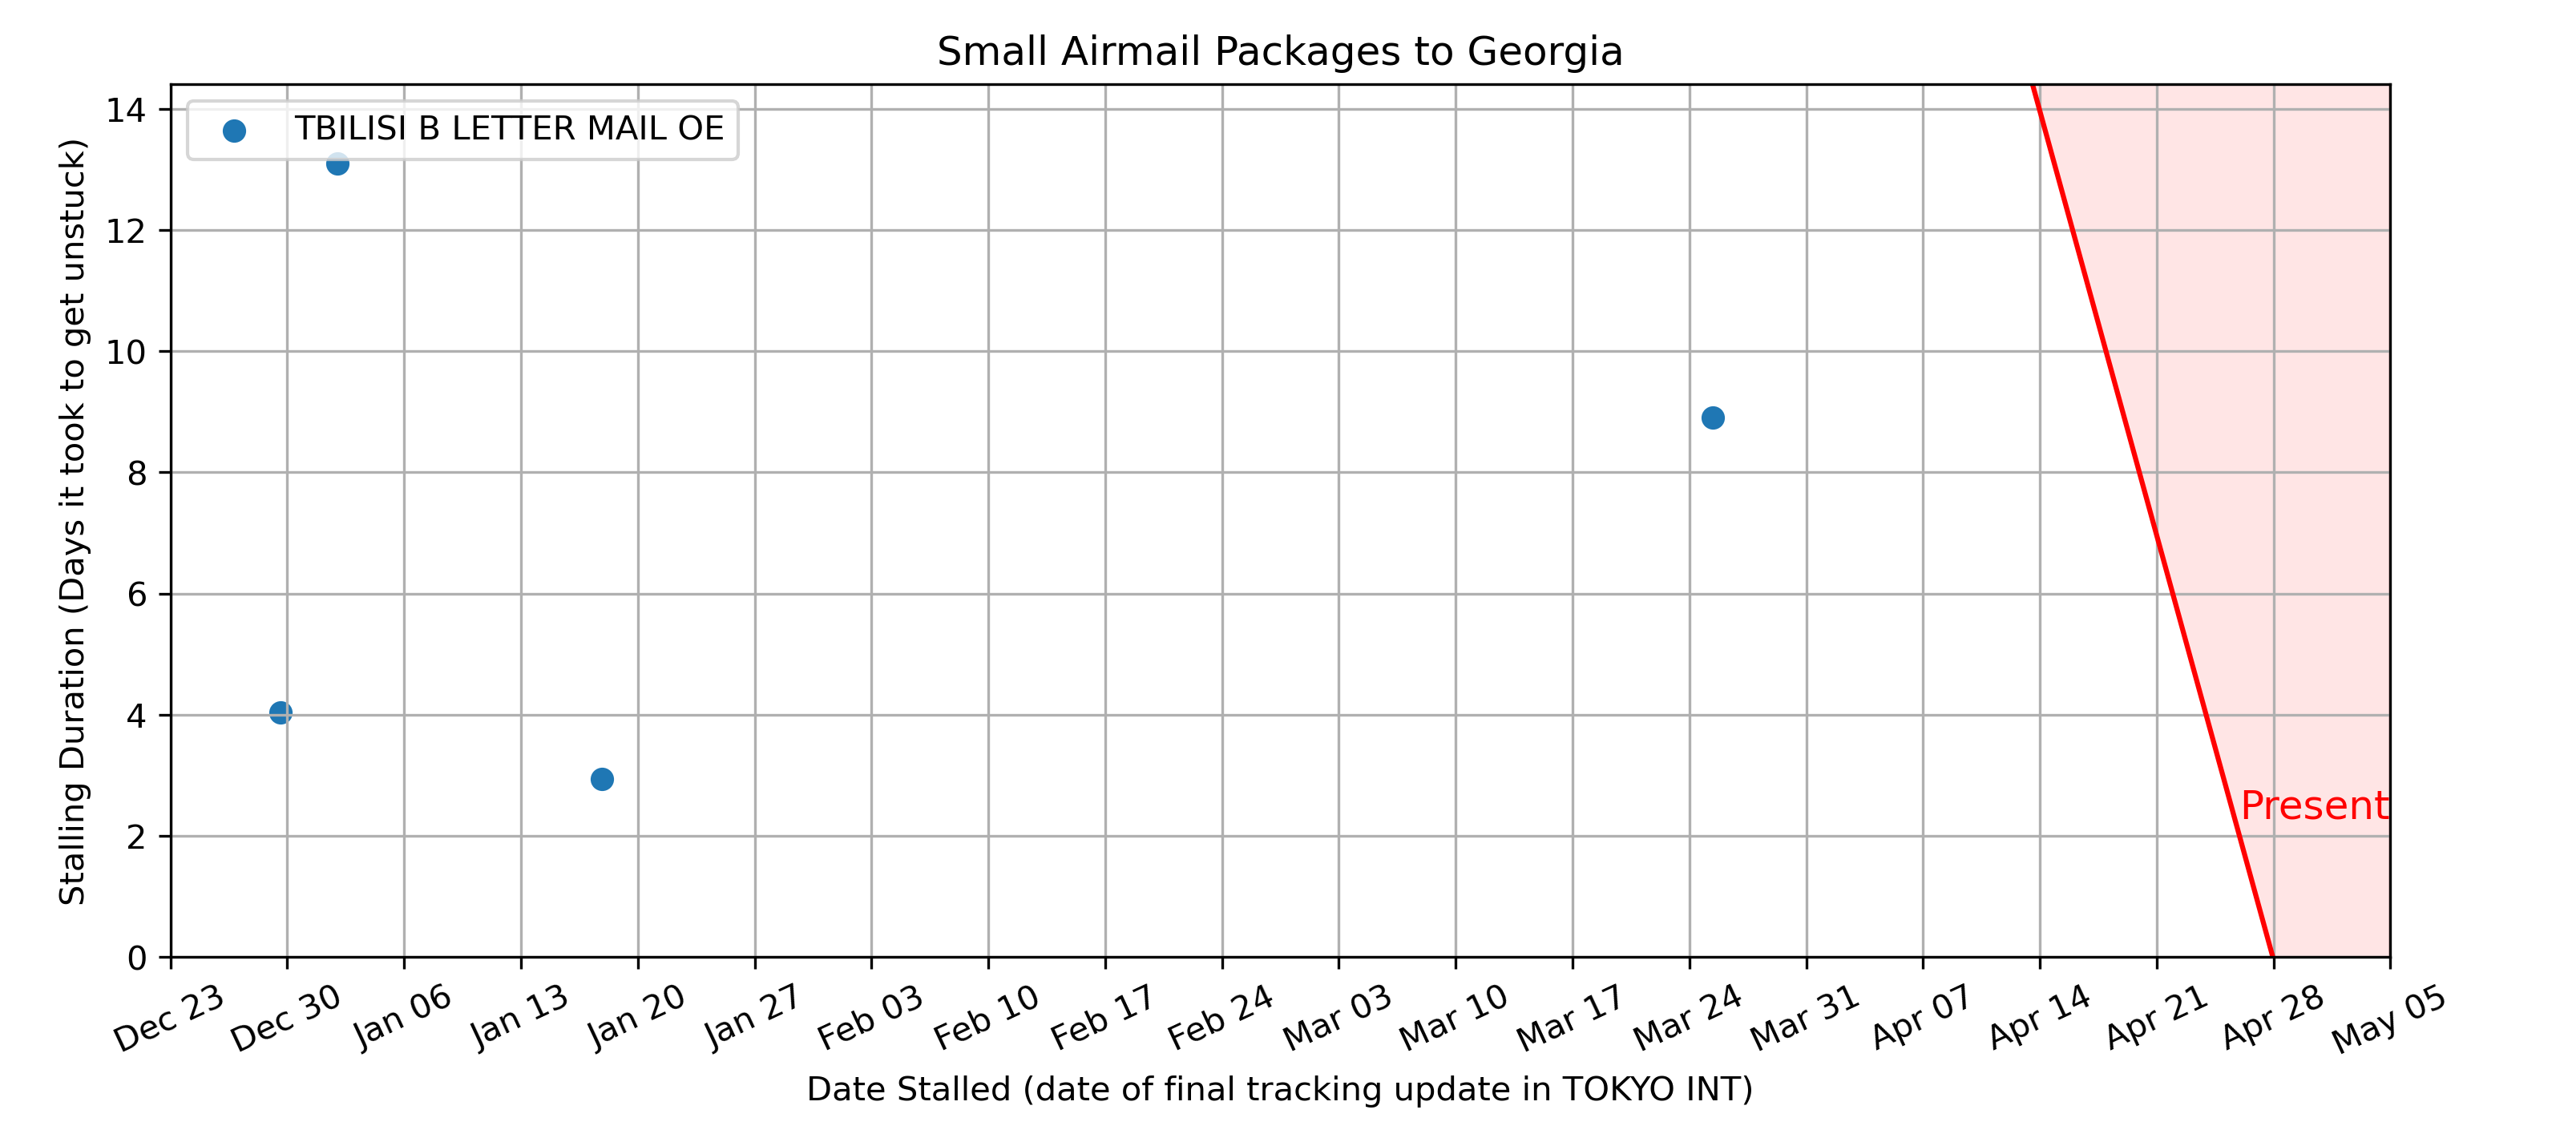 Small Airmail Packages to Georgia
TBILISI B LETTER MAIL OE
Stalling Duration (Days it took to get unstuck)
14
12
10
8
6
4
2
0
Present
Dec 23
Dec 30
Jan 06
Jan 13
Jan 20
Jan 27
Feb 03
Feb 10
Feb 17
Feb 24
Mar 03
Mar 10
Mar 17
Mar 24
Mar 31
Apr 07
Apr 14
Apr 21
Apr 28
May 05
Date Stalled (date of final tracking update in TOKYO INT)